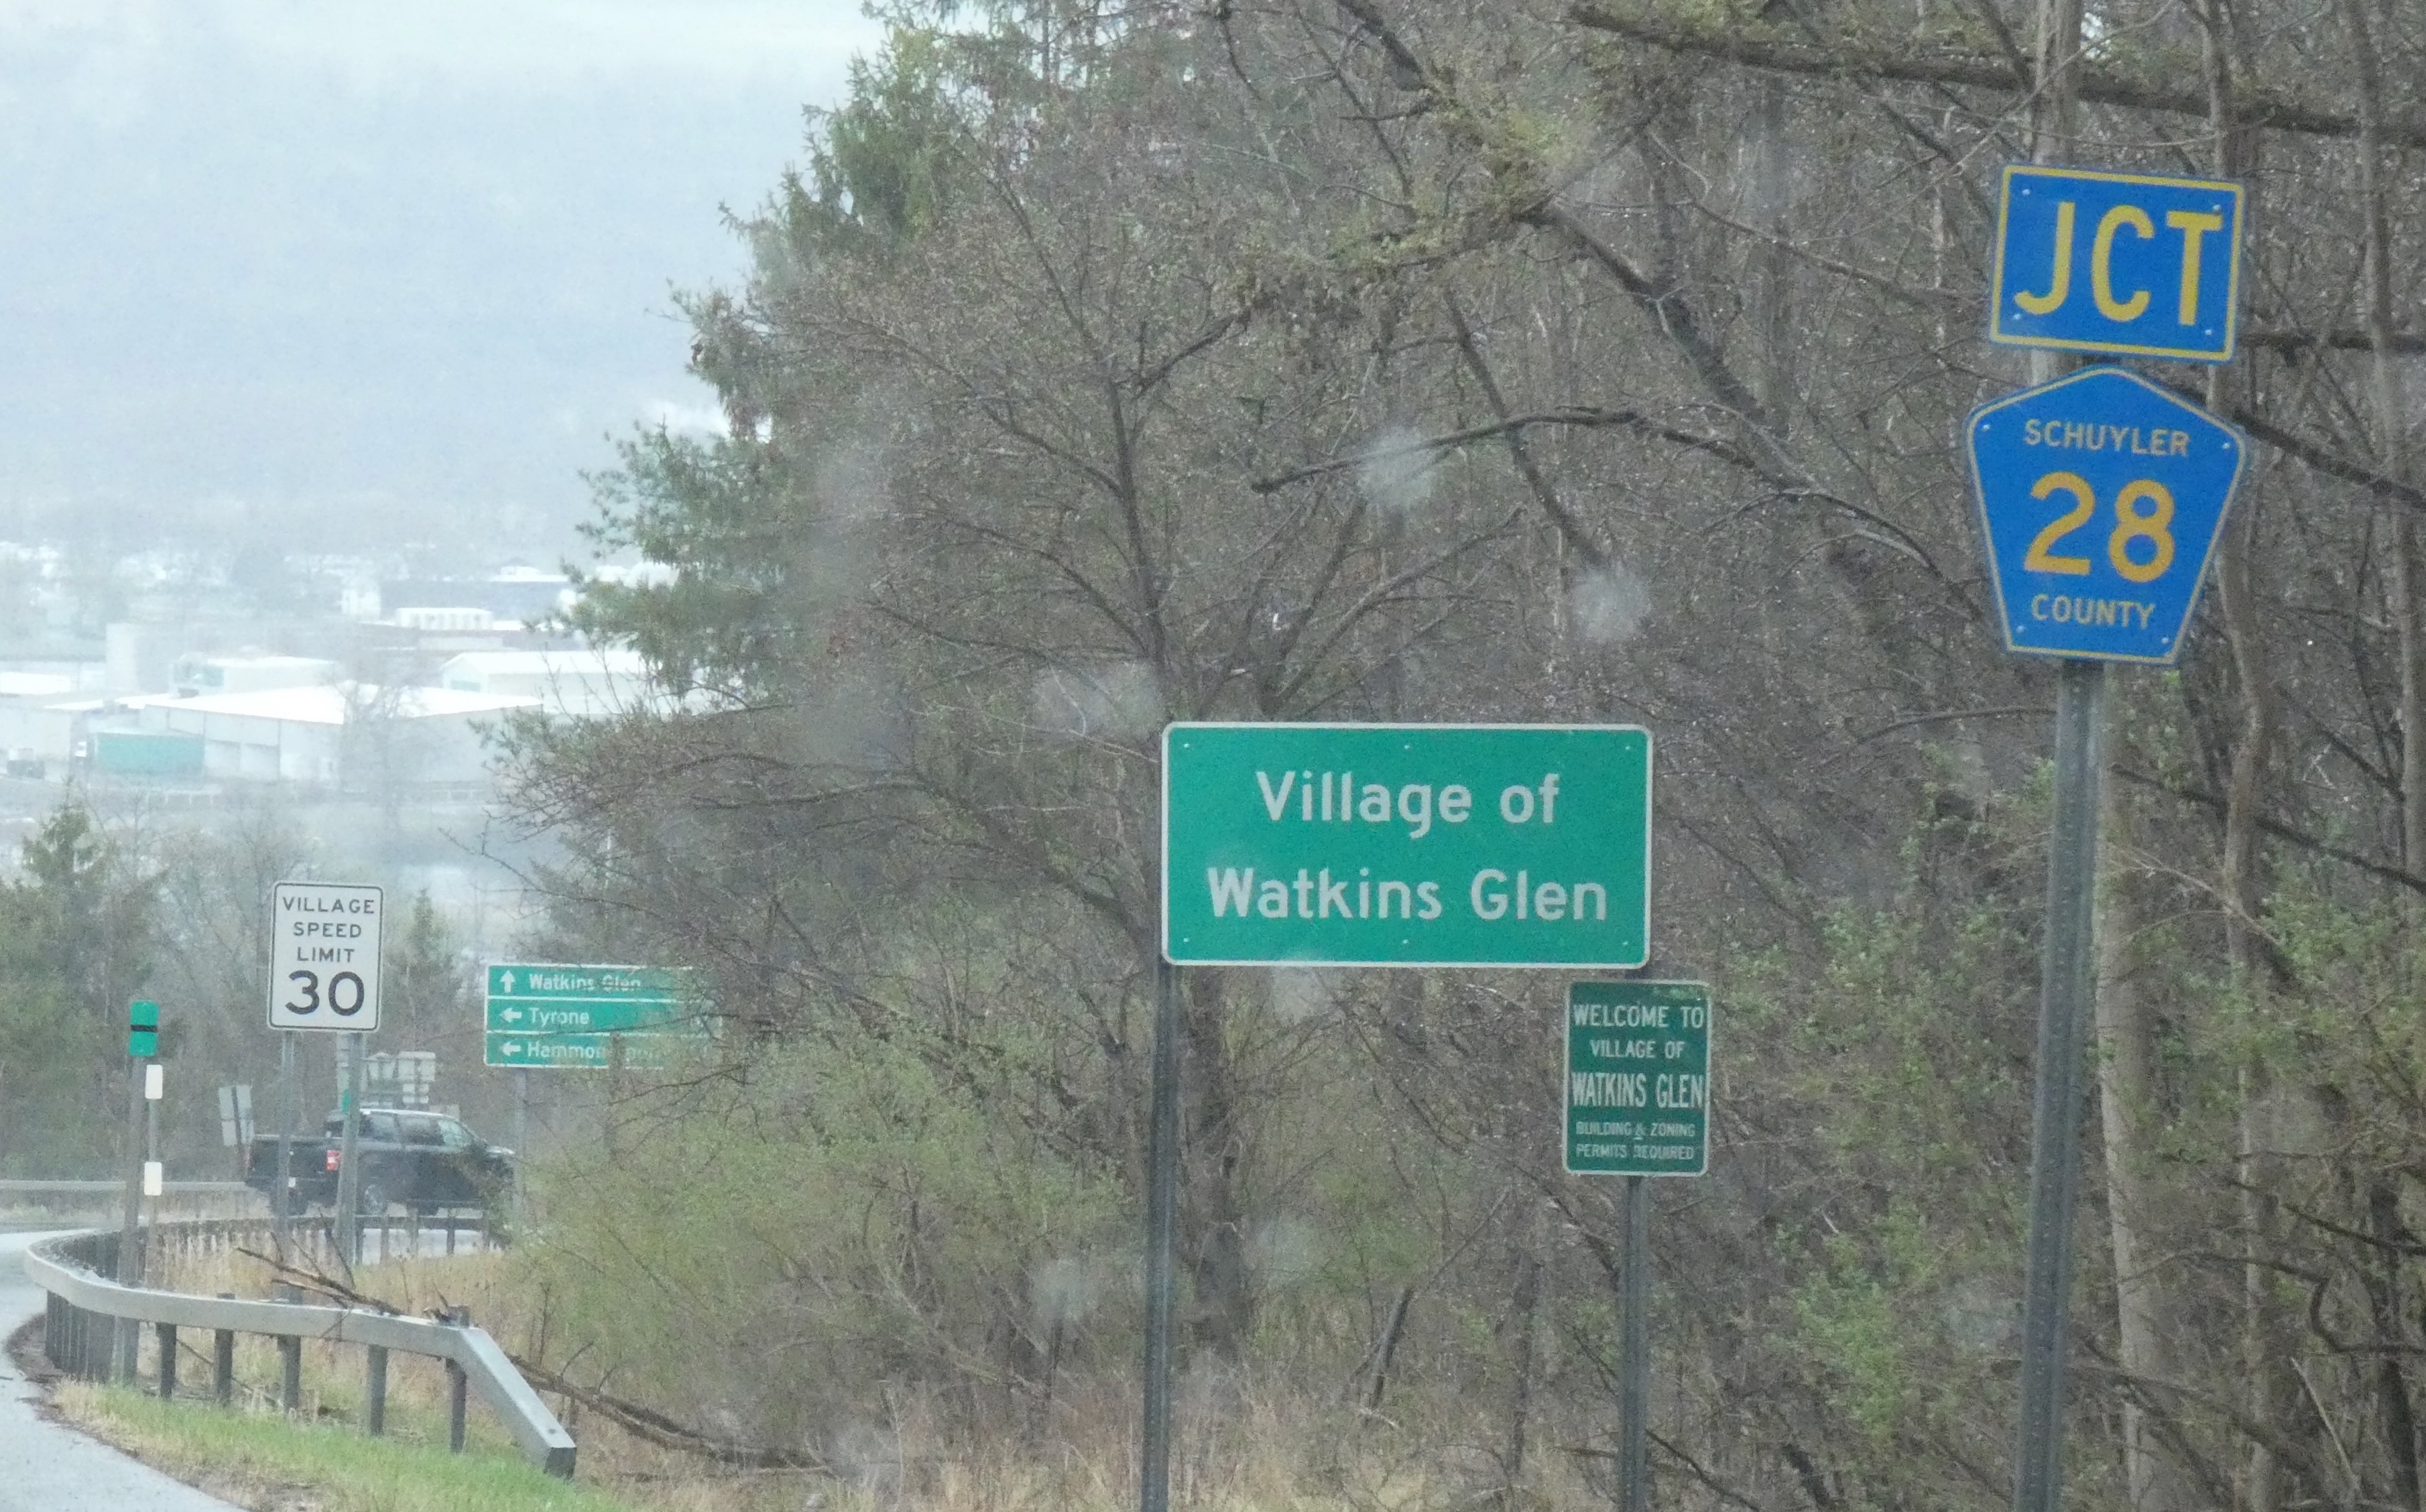 JCT
SCHUYLER
28
COUNTY
Village of
Watkins Glen
WELCOME TO
VILLAGE OF
WATKINS GLEN
BUILDING & ZONING
PERMITS REQUIRED
VILLAGE
SPEED
LIMIT
30
↑ Watkins Glen
← Tyrone
←